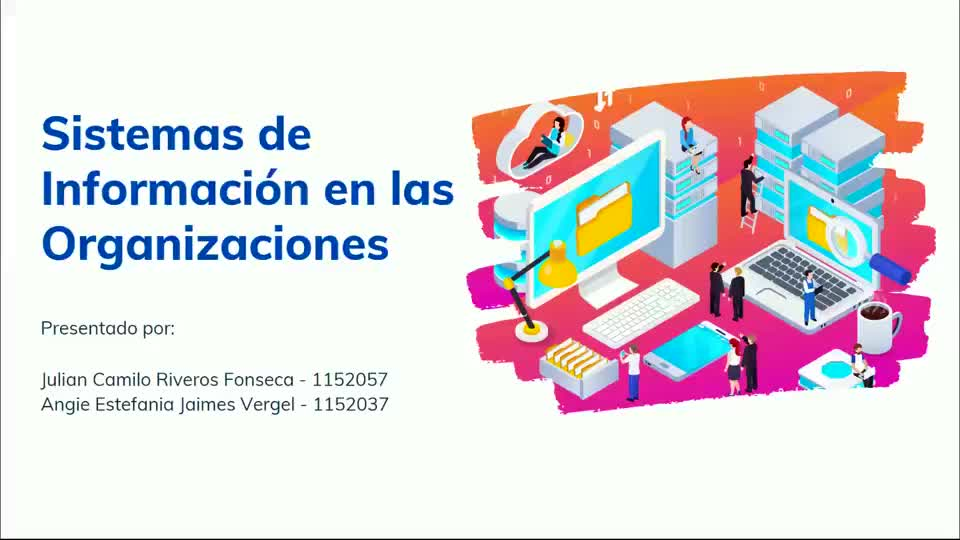 Sistemas de
Información en las
Organizaciones
Presentado por:
Julian Camilo Riveros Fonseca - 1152057
Angie Estefania Jaimes Vergel - 1152037